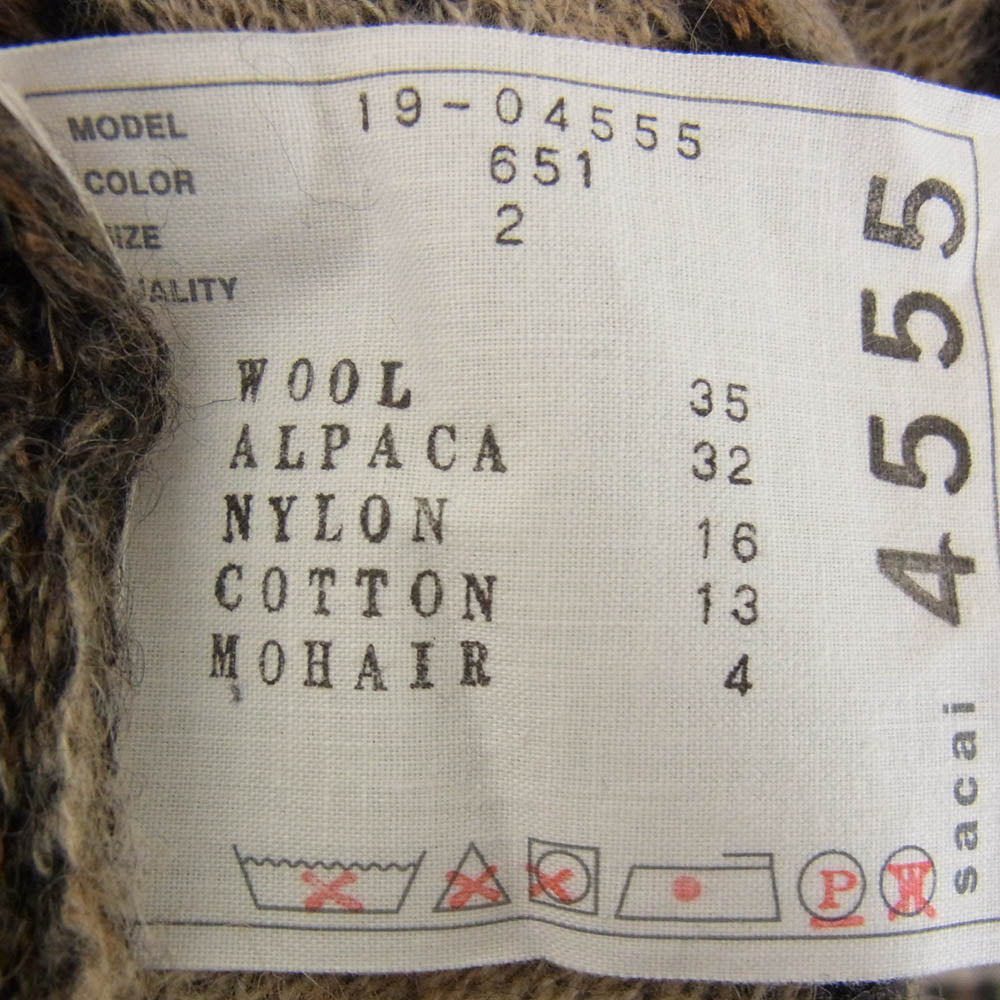 MODEL 19-04555
COLOR 651
SIZE 2
QUALITY
WOOL 35
ALPACA 32
NYLON 16
COTTON 13
MOHAIR 4
4555
sacai
P W